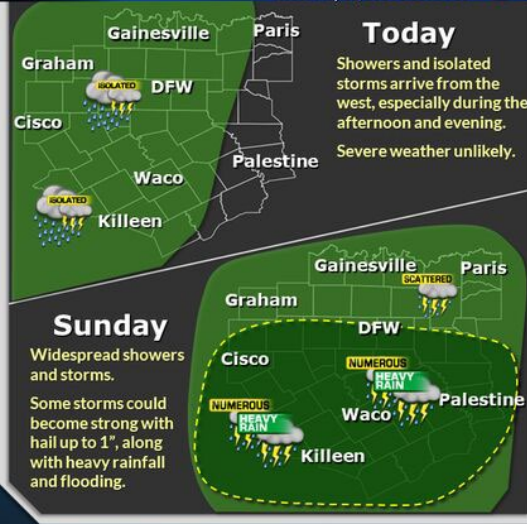 Today
Showers and isolated
storms arrive from the
west, especially during the
afternoon and evening.
Severe weather unlikely.
Gainesville
Paris
Graham
ISOLATED
DFW
Cisco
Palestine
Waco
ISOLATED
Killeen
Sunday
Widespread showers
and storms.
Some storms could
become strong with
hail up to 1", along
with heavy rainfall
and flooding.
Gainesville
Paris
SCATTERED
Graham
DFW
Cisco
NUMEROUS
HEAVY
RAIN
Palestine
NUMEROUS
Waco
HEAVY
RAIN
Killeen